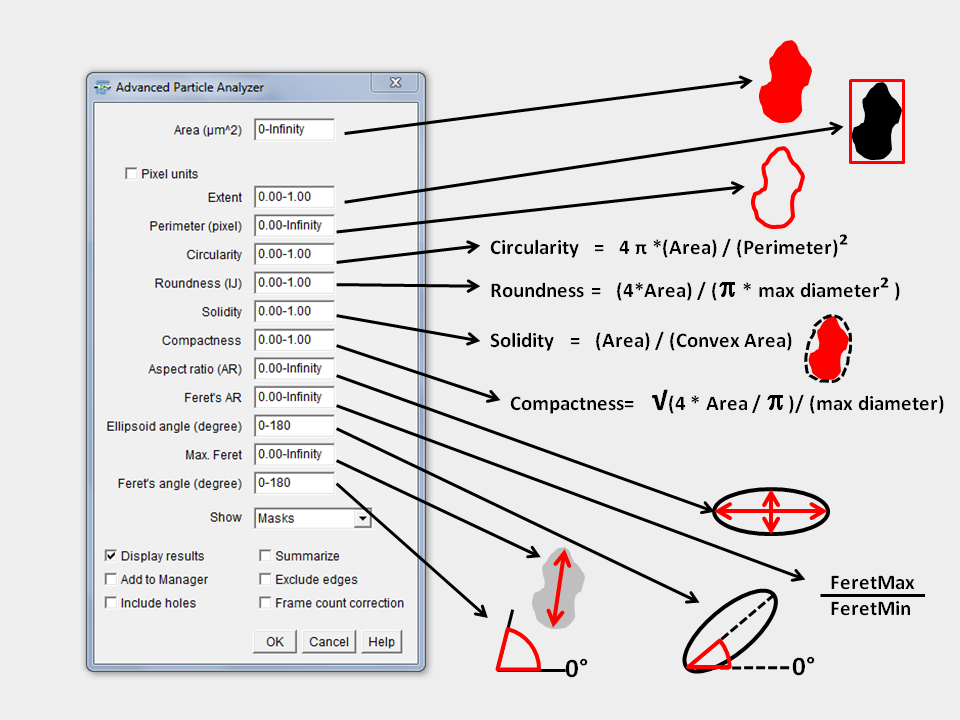 Advanced Particle Analyzer
Area (µm^2) 0-Infinity
Pixel units
Extent 0.00-1.00
Perimeter (pixel) 0.00-Infinity
Circularity 0.00-1.00
Roundness (IJ) 0.00-1.00
Solidity 0.00-1.00
Compactness 0.00-1.00
Aspect ratio (AR) 0.00-Infinity
Feret's AR 0.00-Infinity
Ellipsoid angle (degree) 0-180
Max. Feret 0.00-Infinity
Feret's angle (degree) 0-180
Show Masks
Display results Summarize
Add to Manager Exclude edges
Include holes Frame count correction
OK Cancel Help
Circularity = 4 π *(Area) / (Perimeter)²
Roundness = (4*Area) / (π * max diameter² )
Solidity = (Area) / (Convex Area)
Compactness= √(4 * Area / π )/ (max diameter)
FeretMax
FeretMin
0°
0°